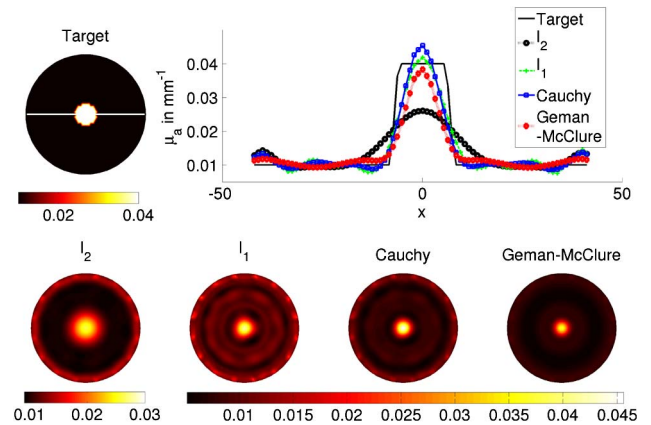 Target
0.02 0.04
μa in mm⁻¹
0.04
0.03
0.02
0.01
-50 0 50
x
Target
l2
l1
Cauchy
Geman
-McClure
l2 l1 Cauchy Geman-McClure
0.01 0.02 0.03
0.01 0.015 0.02 0.025 0.03 0.035 0.04 0.045